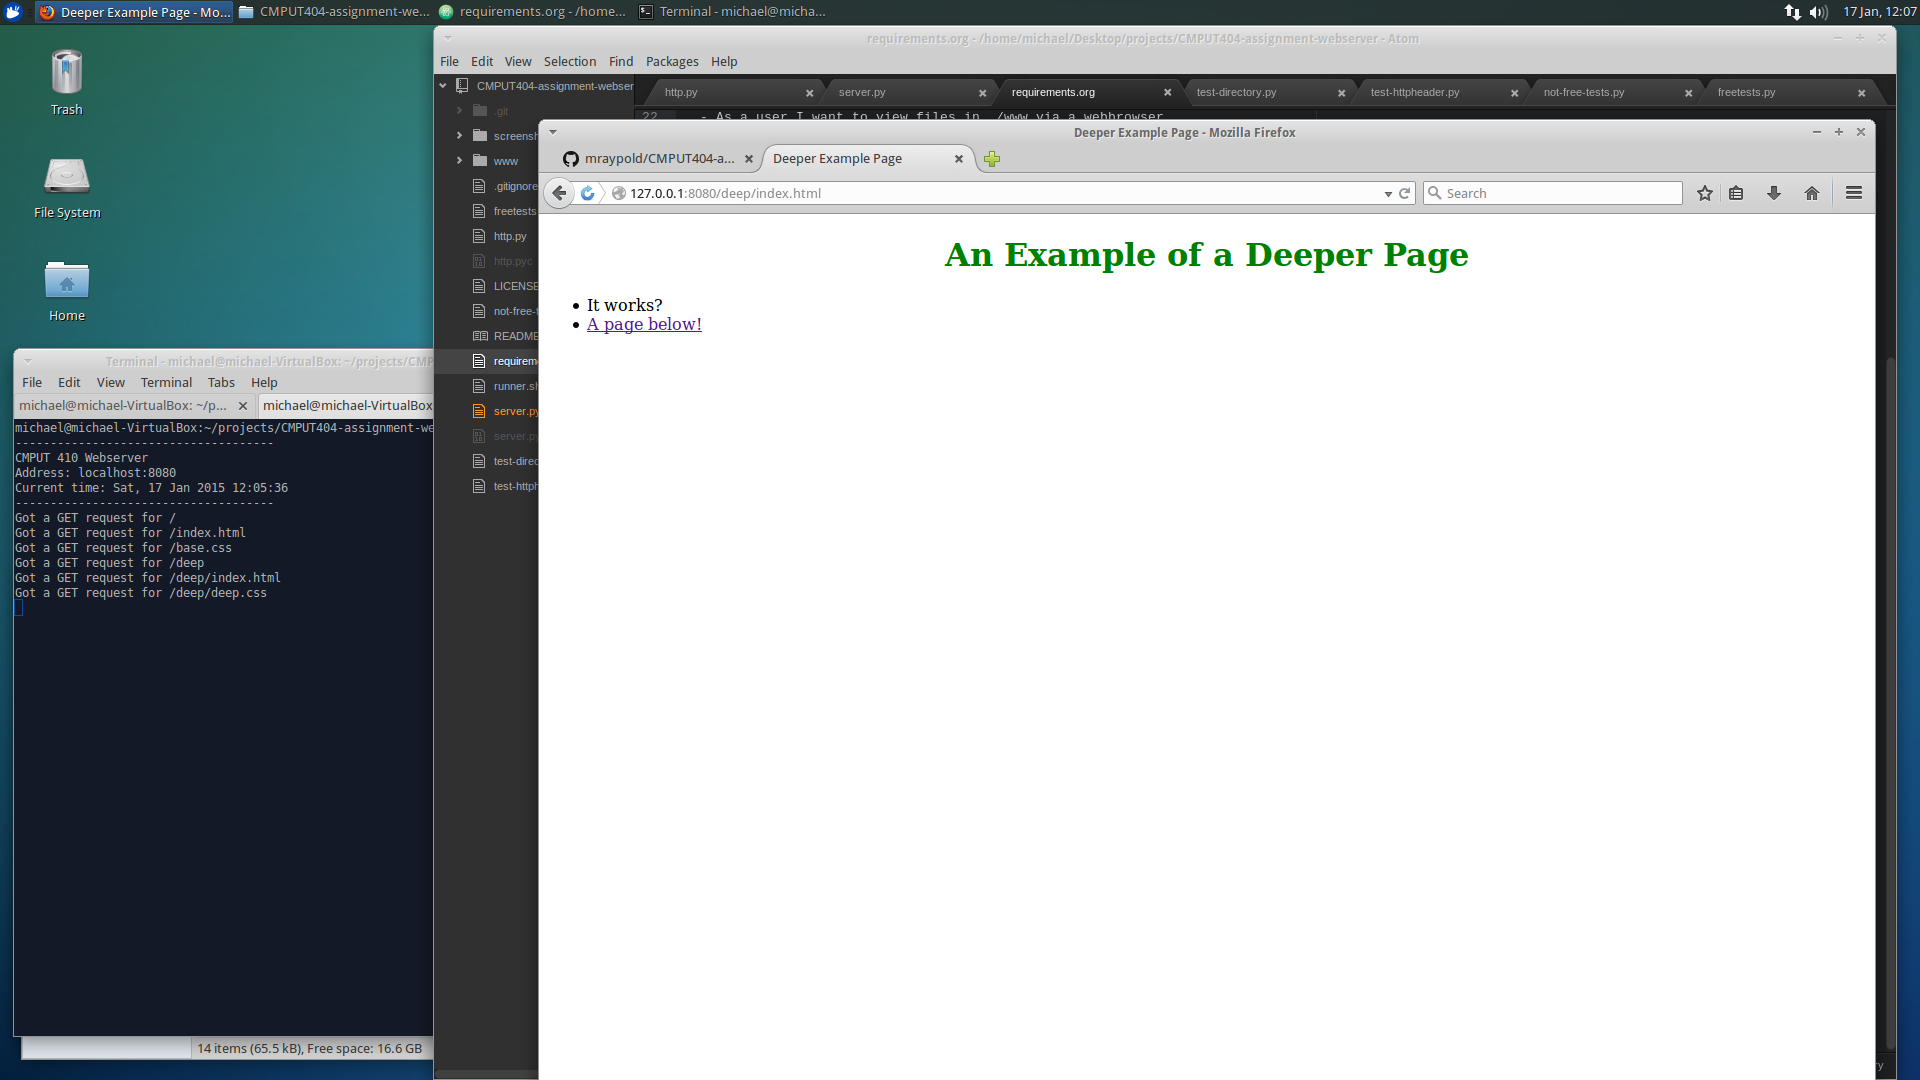 Deeper Example Page - Mo...
CMPUT404-assignment-we...
requirements.org - /home...
Terminal - michael@micha...
17 Jan, 12:07
Trash
File System
Home
requirements.org - /home/michael/Desktop/projects/CMPUT404-assignment-webserver - Atom
File Edit View Selection Find Packages Help
CMPUT404-assignment-webser
.git
screensh
www
.gitignore
freetests
http.py
http.pyc
LICENSE
not-free-t
README
requirem
runner.sh
server.py
server.py
test-direc
test-httph
http.py
server.py
requirements.org
test-directory.py
test-httpheader.py
not-free-tests.py
freetests.py
22 - As a user I want to view files in ./www via a webbrowser
Deeper Example Page - Mozilla Firefox
mraypold/CMPUT404-a...
Deeper Example Page
127.0.0.1:8080/deep/index.html
Search
An Example of a Deeper Page
It works?
A page below!
Terminal - michael@michael-VirtualBox: ~/projects/CMP
File Edit View Terminal Tabs Help
michael@michael-VirtualBox: ~/p...
michael@michael-VirtualBox
michael@michael-VirtualBox:~/projects/CMPUT404-assignment-we
-------------------------------------
CMPUT 410 Webserver
Address: localhost:8080
Current time: Sat, 17 Jan 2015 12:05:36
-------------------------------------
Got a GET request for /
Got a GET request for /index.html
Got a GET request for /base.css
Got a GET request for /deep
Got a GET request for /deep/index.html
Got a GET request for /deep/deep.css
14 items (65.5 kB), Free space: 16.6 GB